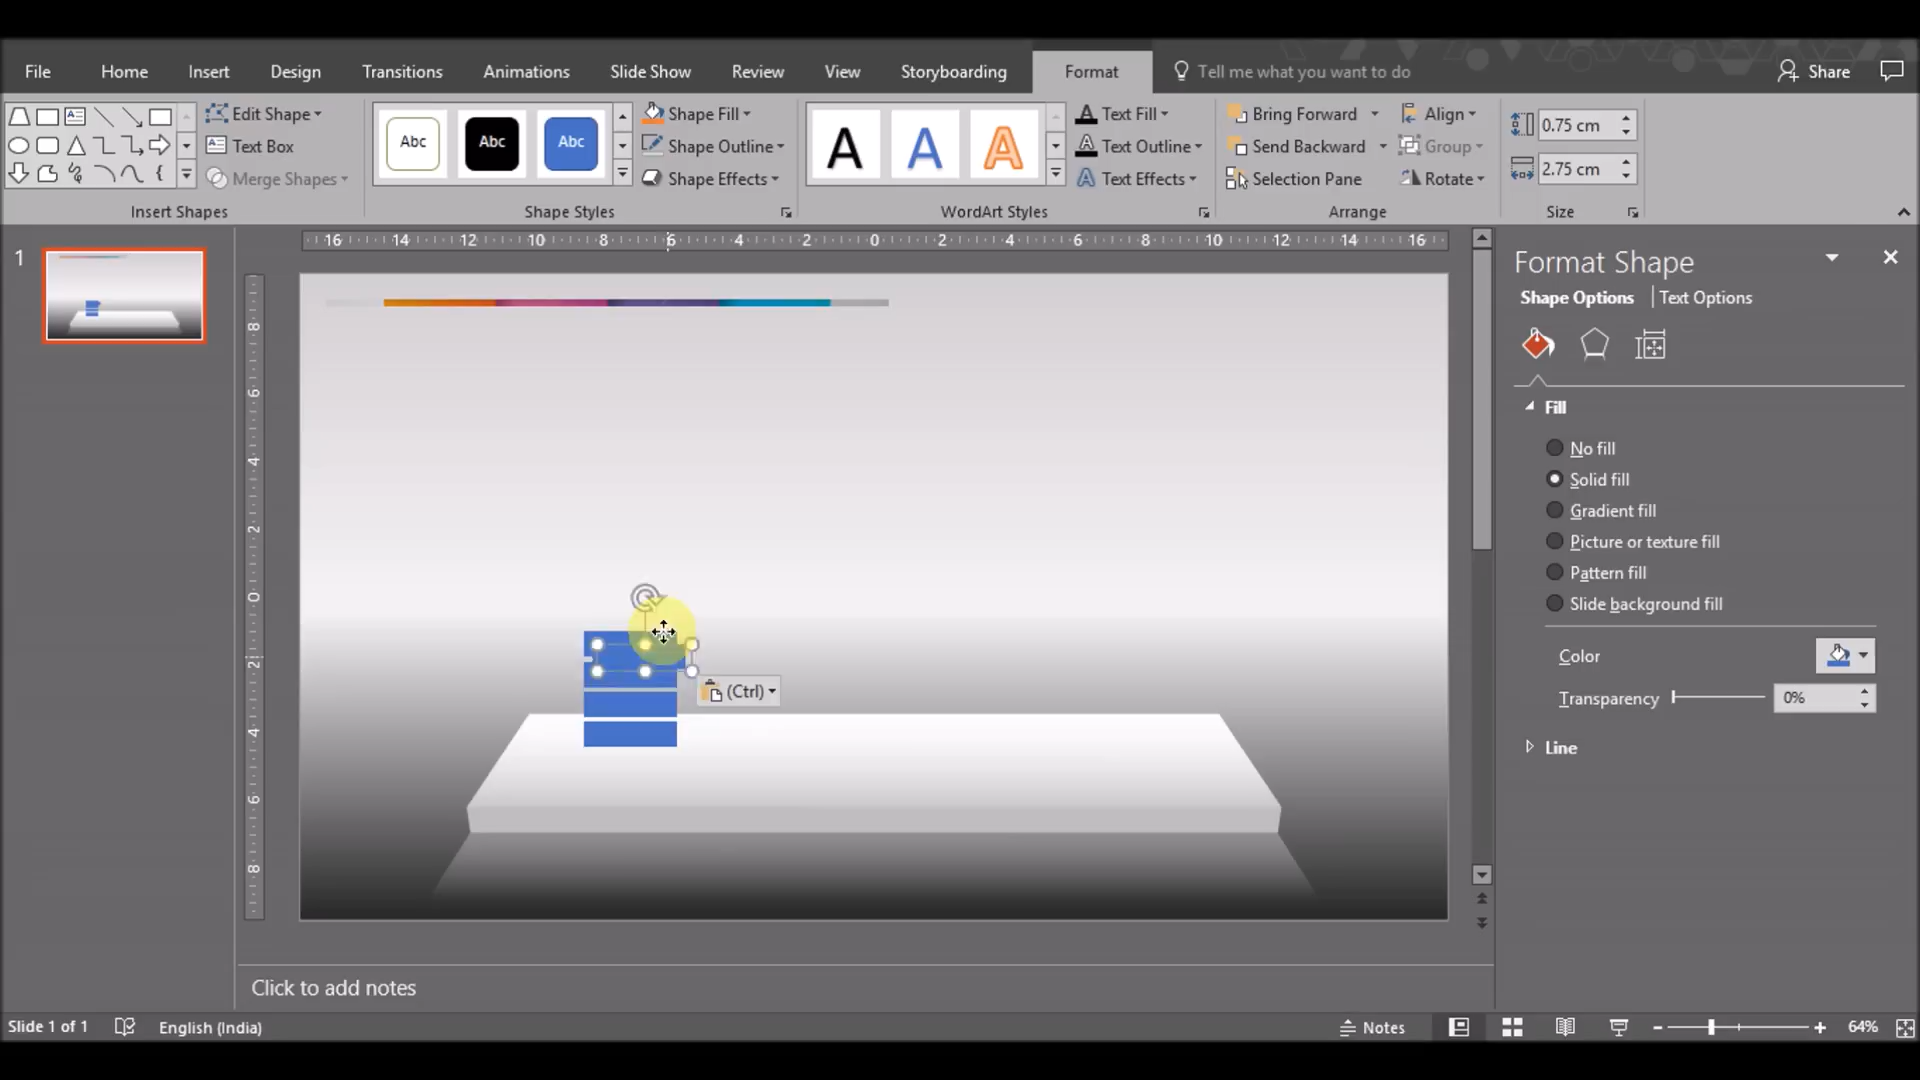 File Home Insert Design Transitions Animations Slide Show Review View Storyboarding Format Tell me what you want to do Share
Edit Shape
Text Box
Merge Shapes
Insert Shapes
Abc Abc Abc
Shape Fill
Shape Outline
Shape Effects
Shape Styles
A A A
Text Fill
Text Outline
Text Effects
WordArt Styles
Bring Forward
Send Backward
Selection Pane
Align
Group
Rotate
Arrange
0.75 cm
2.75 cm
Size
16 14 12 10 8 6 4 2 0 2 4 6 8 10 12 14 16
1
8
6
4
2
0
2
4
6
8
(Ctrl)
Format Shape
Shape Options Text Options
Fill
No fill
Solid fill
Gradient fill
Picture or texture fill
Pattern fill
Slide background fill
Color
Transparency 0%
Line
Click to add notes
Slide 1 of 1 English (India) Notes 64%